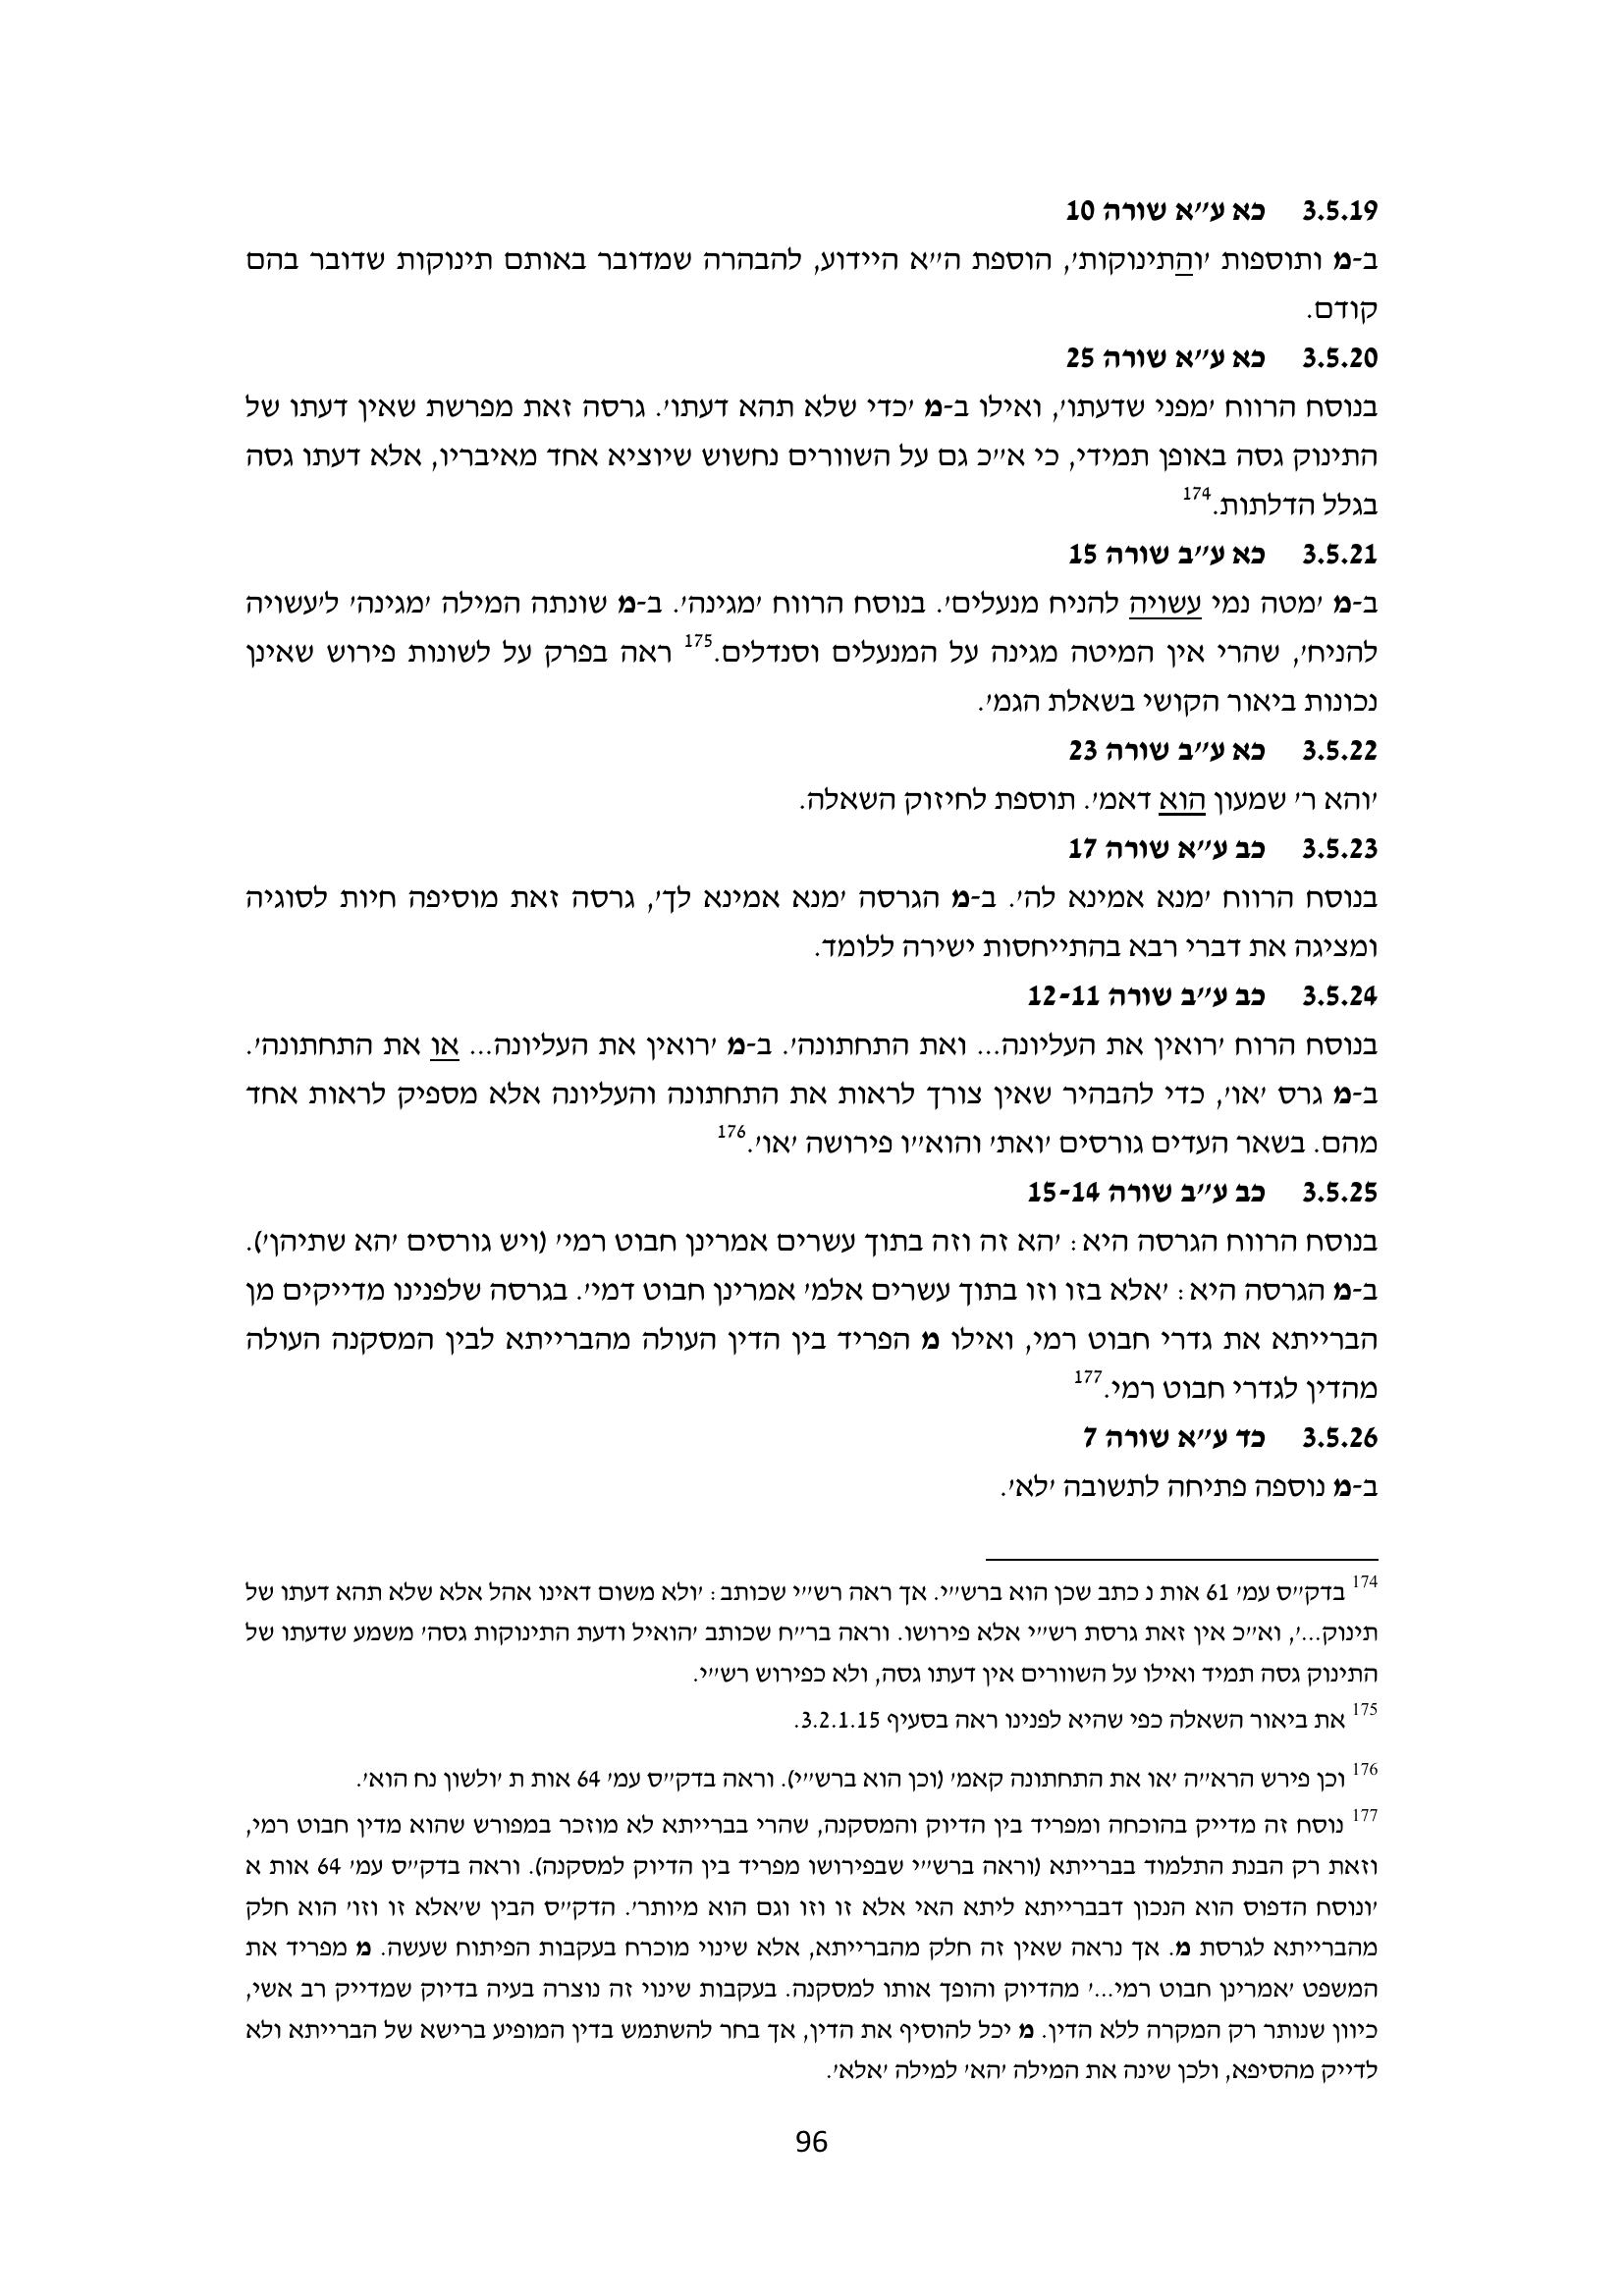 3.5.19 כא ע"א שורה 10
ב-מ ותוספות 'והתינוקות', הוספת ה"א היידוע, להבהרה שמדובר באותם תינוקות שדובר בהם
קודם.
3.5.20 כא ע"א שורה 25
בנוסח הרווח 'מפני שדעתו', ואילו ב-מ 'כדי שלא תהא דעתו'. גרסה זאת מפרשת שאין דעתו של
התינוק גסה באופן תמידי, כי א"כ גם על השוורים נחשוש שיוציא אחד מאיבריו, אלא דעתו גסה
בגלל הדלתות.174
3.5.21 כא ע"ב שורה 15
ב-מ 'מטה נמי עשויה להניח מנעלים'. בנוסח הרווח 'מגינה'. ב-מ שונתה המילה 'מגינה' ל'עשויה
להניח', שהרי אין המיטה מגינה על המנעלים וסנדלים.175 ראה בפרק על לשונות פירוש שאינן
נכונות ביאור הקושי בשאלת הגמ'.
3.5.22 כא ע"ב שורה 23
'והא ר' שמעון הוא דאמ'. תוספת לחיזוק השאלה.
3.5.23 כב ע"א שורה 17
בנוסח הרווח 'מנא אמינא לה'. ב-מ הגרסה 'מנא אמינא לך', גרסה זאת מוסיפה חיות לסוגיה
ומציגה את דברי רבא בהתייחסות ישירה ללומד.
3.5.24 כב ע"ב שורה 12-11
בנוסח הרוח 'רואין את העליונה... ואת התחתונה'. ב-מ 'רואין את העליונה... או את התחתונה'.
ב-מ גרס 'או', כדי להבהיר שאין צורך לראות את התחתונה והעליונה אלא מספיק לראות אחד
מהם. בשאר העדים גורסים 'ואת' והוא"ו פירושה 'או'.176
3.5.25 כב ע"ב שורה 15-14
בנוסח הרווח הגרסה היא: 'הא זה וזה בתוך עשרים אמרינן חבוט רמי' (ויש גורסים 'הא שתיהן').
ב-מ הגרסה היא: 'אלא בזו וזו בתוך עשרים אלמ' אמרינן חבוט דמי'. בגרסה שלפנינו מדייקים מן
הברייתא את גדרי חבוט רמי, ואילו מ הפריד בין הדין העולה מהברייתא לבין המסקנה העולה
מהדין לגדרי חבוט רמי.177
3.5.26 כד ע"א שורה 7
ב-מ נוספה פתיחה לתשובה 'לא'.
174 בדק"ס עמ' 61 אות נ כתב שכן הוא ברש"י. אך ראה רש"י שכותב: 'ולא משום דאינו אהל אלא שלא תהא דעתו של
תינוק...', וא"כ אין זאת גרסת רש"י אלא פירושו. וראה בר"ח שכותב 'הואיל ודעת התינוקות גסה' משמע שדעתו של
התינוק גסה תמיד ואילו על השוורים אין דעתו גסה, ולא כפירוש רש"י.
175 את ביאור השאלה כפי שהיא לפנינו ראה בסעיף 3.2.1.15.
176 וכן פירש הרא"ה 'או את התחתונה קאמ' (וכן הוא ברש"י). וראה בדק"ס עמ' 64 אות ת 'ולשון נח הוא'.
177 נוסח זה מדייק בהוכחה ומפריד בין הדיוק והמסקנה, שהרי בברייתא לא מוזכר במפורש שהוא מדין חבוט רמי,
וזאת רק הבנת התלמוד בברייתא (וראה ברש"י שבפירושו מפריד בין הדיוק למסקנה). וראה בדק"ס עמ' 64 אות א
'ונוסח הדפוס הוא הנכון דבברייתא ליתא האי אלא זו וזו וגם הוא מיותר'. הדק"ס הבין ש'אלא זו וזו' הוא חלק
מהברייתא לגרסת מ. אך נראה שאין זה חלק מהברייתא, אלא שינוי מוכרח בעקבות הפיתוח שעשה. מ מפריד את
המשפט 'אמרינן חבוט רמי...' מהדיוק והופך אותו למסקנה. בעקבות שינוי זה נוצרה בעיה בדיוק שמדייק רב אשי,
כיוון שנותר רק המקרה ללא הדין. מ יכל להוסיף את הדין, אך בחר להשתמש בדין המופיע ברישא של הברייתא ולא
לדייק מהסיפא, ולכן שינה את המילה 'הא' למילה 'אלא'.
96